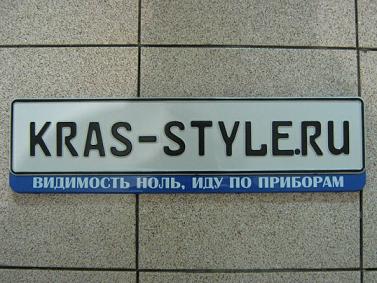 KRAS-STYLE.RU
ВИДИМОСТЬ НОЛЬ, ИДУ ПО ПРИБОРАМ